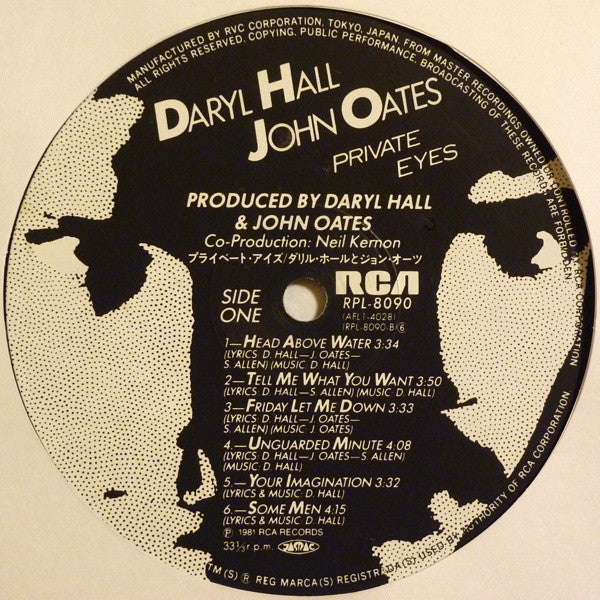 MANUFACTURED BY RVC CORPORATION, TOKYO, JAPAN, FROM MASTER RECORDINGS OWNED OR CONTROLLED BY RCA CORPORATION
ALL RIGHTS RESERVED. COPYING, PUBLIC PERFORMANCE, BROADCASTING OF THESE RECORDS ARE FORBIDDEN
DARYL HALL
JOHN OATES
PRIVATE
EYES
PRODUCED BY DARYL HALL
& JOHN OATES
Co-Production: Neil Kernon
プライベート・アイズ/ダリル・ホールとジョン・オーツ
SIDE
ONE
RCA
RPL-8090
(AFL1-4028)
(RPL-8090-B) 6
1—HEAD ABOVE WATER 3:34
(LYRICS: D. HALL—J. OATES—
S. ALLEN) (MUSIC: D. HALL)
2—TELL ME WHAT YOU WANT 3:50
(LYRICS: D. HALL—S. ALLEN) (MUSIC: D. HALL)
3—FRIDAY LET ME DOWN 3:33
(LYRICS: D. HALL—J. OATES—
S. ALLEN) (MUSIC: J. OATES)
4—UNGUARDED MINUTE 4:08
(LYRICS: D. HALL—J. OATES—S. ALLEN)
(MUSIC: D. HALL)
5—YOUR IMAGINATION 3:32
(LYRICS & MUSIC: D. HALL)
6—SOME MEN 4:15
(LYRICS & MUSIC: D. HALL)
Ⓟ 1981 RCA RECORDS
33⅓ r.p.m. JASRAC
TM(S) ® REG MARCA(S) REGISTRADA(S) USED BY AUTHORITY OF RCA CORPORATION